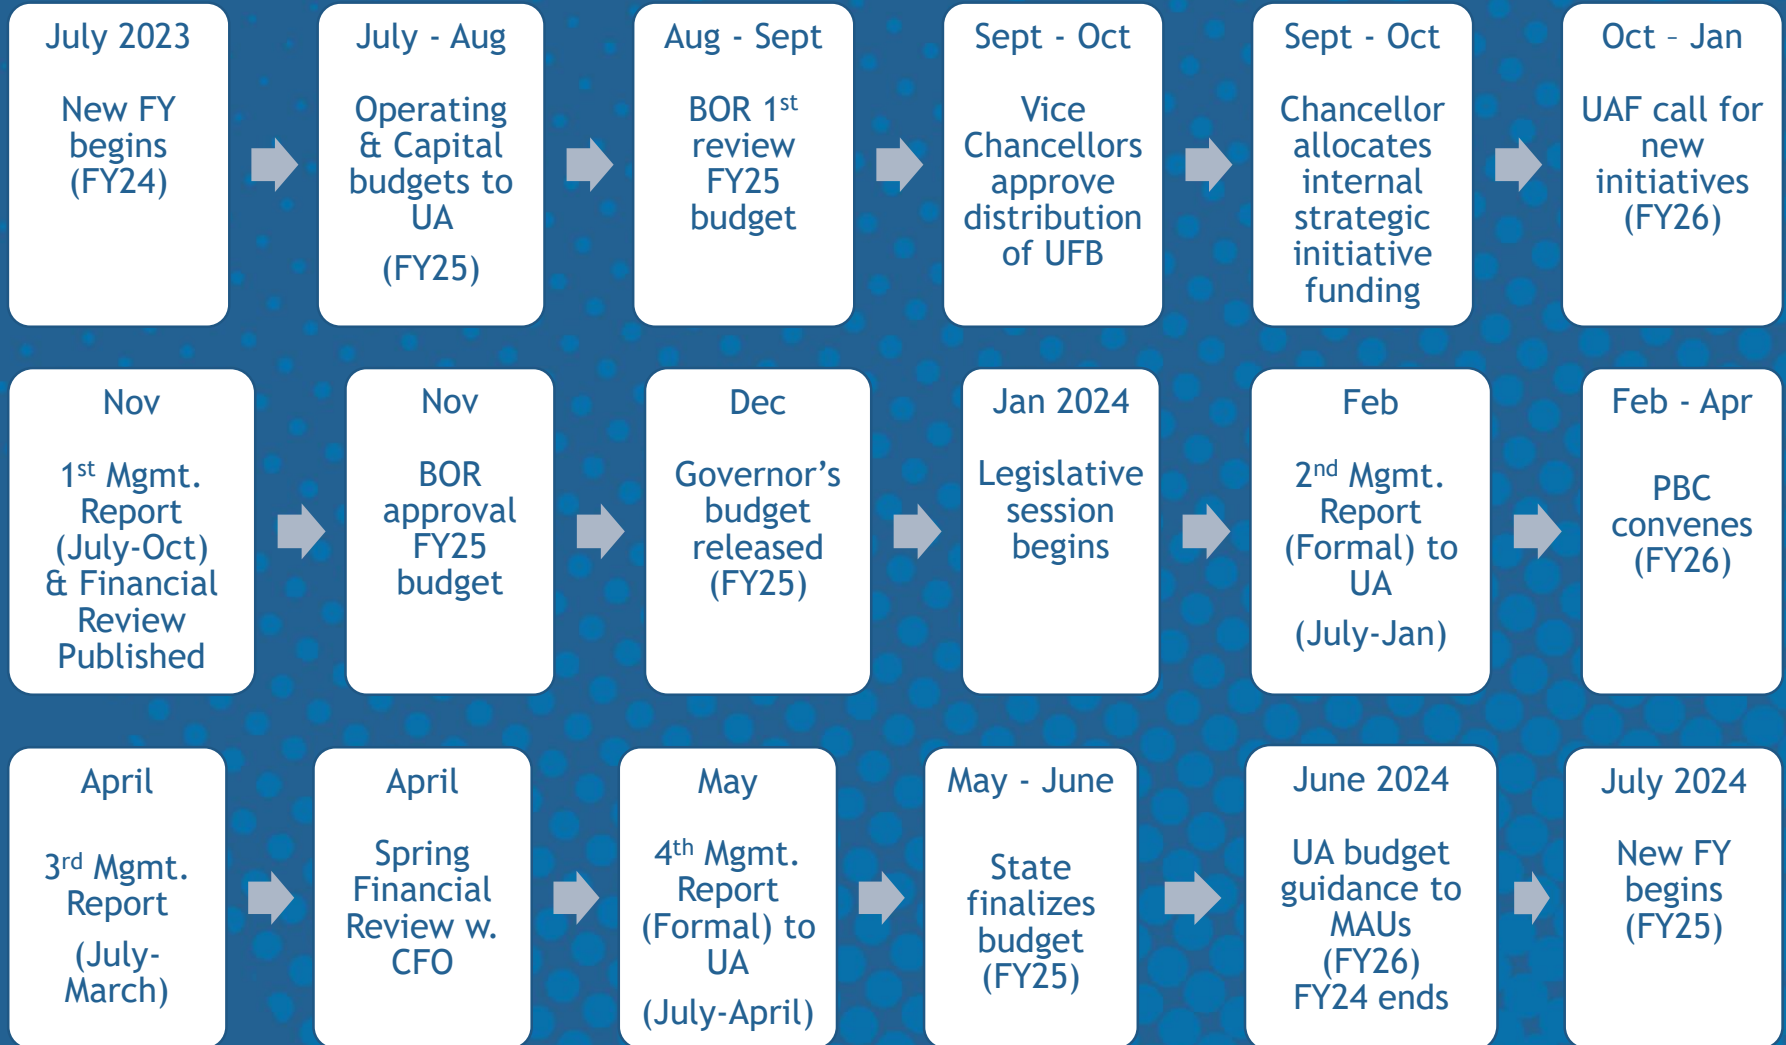 July 2023
New FY
begins
(FY24)
July - Aug
Operating
& Capital
budgets to
UA
(FY25)
Aug - Sept
BOR 1st
review
FY25
budget
Sept - Oct
Vice
Chancellors
approve
distribution
of UFB
Sept - Oct
Chancellor
allocates
internal
strategic
initiative
funding
Oct – Jan
UAF call for
new
initiatives
(FY26)
Nov
1st Mgmt.
Report
(July-Oct)
& Financial
Review
Published
Nov
BOR
approval
FY25
budget
Dec
Governor’s
budget
released
(FY25)
Jan 2024
Legislative
session
begins
Feb
2nd Mgmt.
Report
(Formal) to
UA
(July-Jan)
Feb - Apr
PBC
convenes
(FY26)
April
3rd Mgmt.
Report
(July-
March)
April
Spring
Financial
Review w.
CFO
May
4th Mgmt.
Report
(Formal) to
UA
(July-April)
May - June
State
finalizes
budget
(FY25)
June 2024
UA budget
guidance to
MAUs
(FY26)
FY24 ends
July 2024
New FY
begins
(FY25)